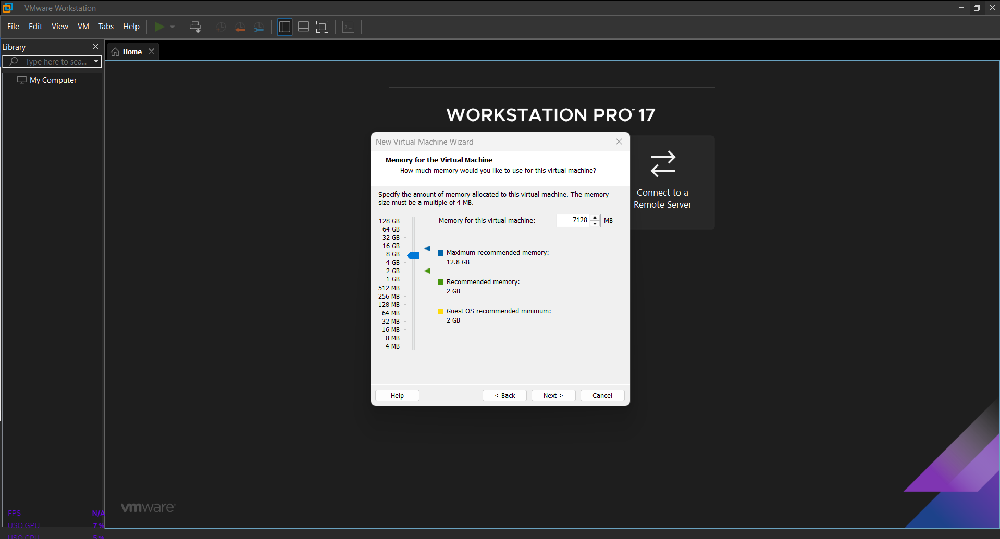 VMware Workstation
File Edit View VM Tabs Help
Library
Home
Type here to sea...
My Computer
WORKSTATION PRO™ 17
New Virtual Machine Wizard
Memory for the Virtual Machine
How much memory would you like to use for this virtual machine?
Specify the amount of memory allocated to this virtual machine. The memory
size must be a multiple of 4 MB.
Memory for this virtual machine: 7128 MB
128 GB
64 GB
32 GB
16 GB
8 GB
4 GB
2 GB
1 GB
512 MB
256 MB
128 MB
64 MB
32 MB
16 MB
8 MB
4 MB
Maximum recommended memory:
12.8 GB
Recommended memory:
2 GB
Guest OS recommended minimum:
2 GB
Help < Back Next > Cancel
Connect to a
Remote Server
vmware
FPS N/A
USO GPU 7 %
USO CPU 5 %